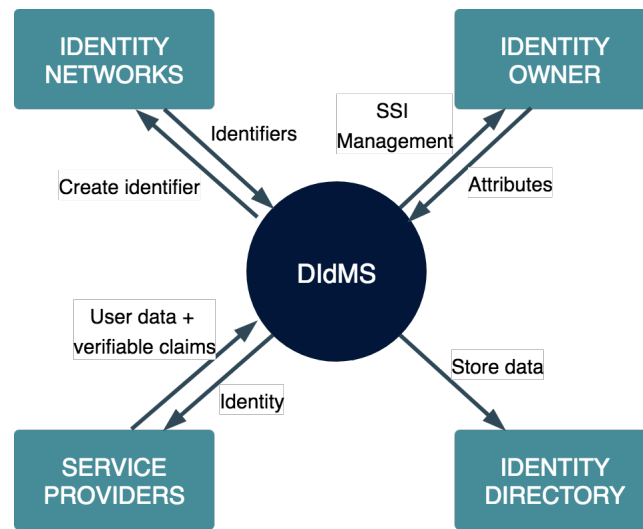 IDENTITY
NETWORKS
IDENTITY
OWNER
SSI
Management
Identifiers
Create identifier
Attributes
DIdMS
User data +
verifiable claims
Store data
Identity
SERVICE
PROVIDERS
IDENTITY
DIRECTORY